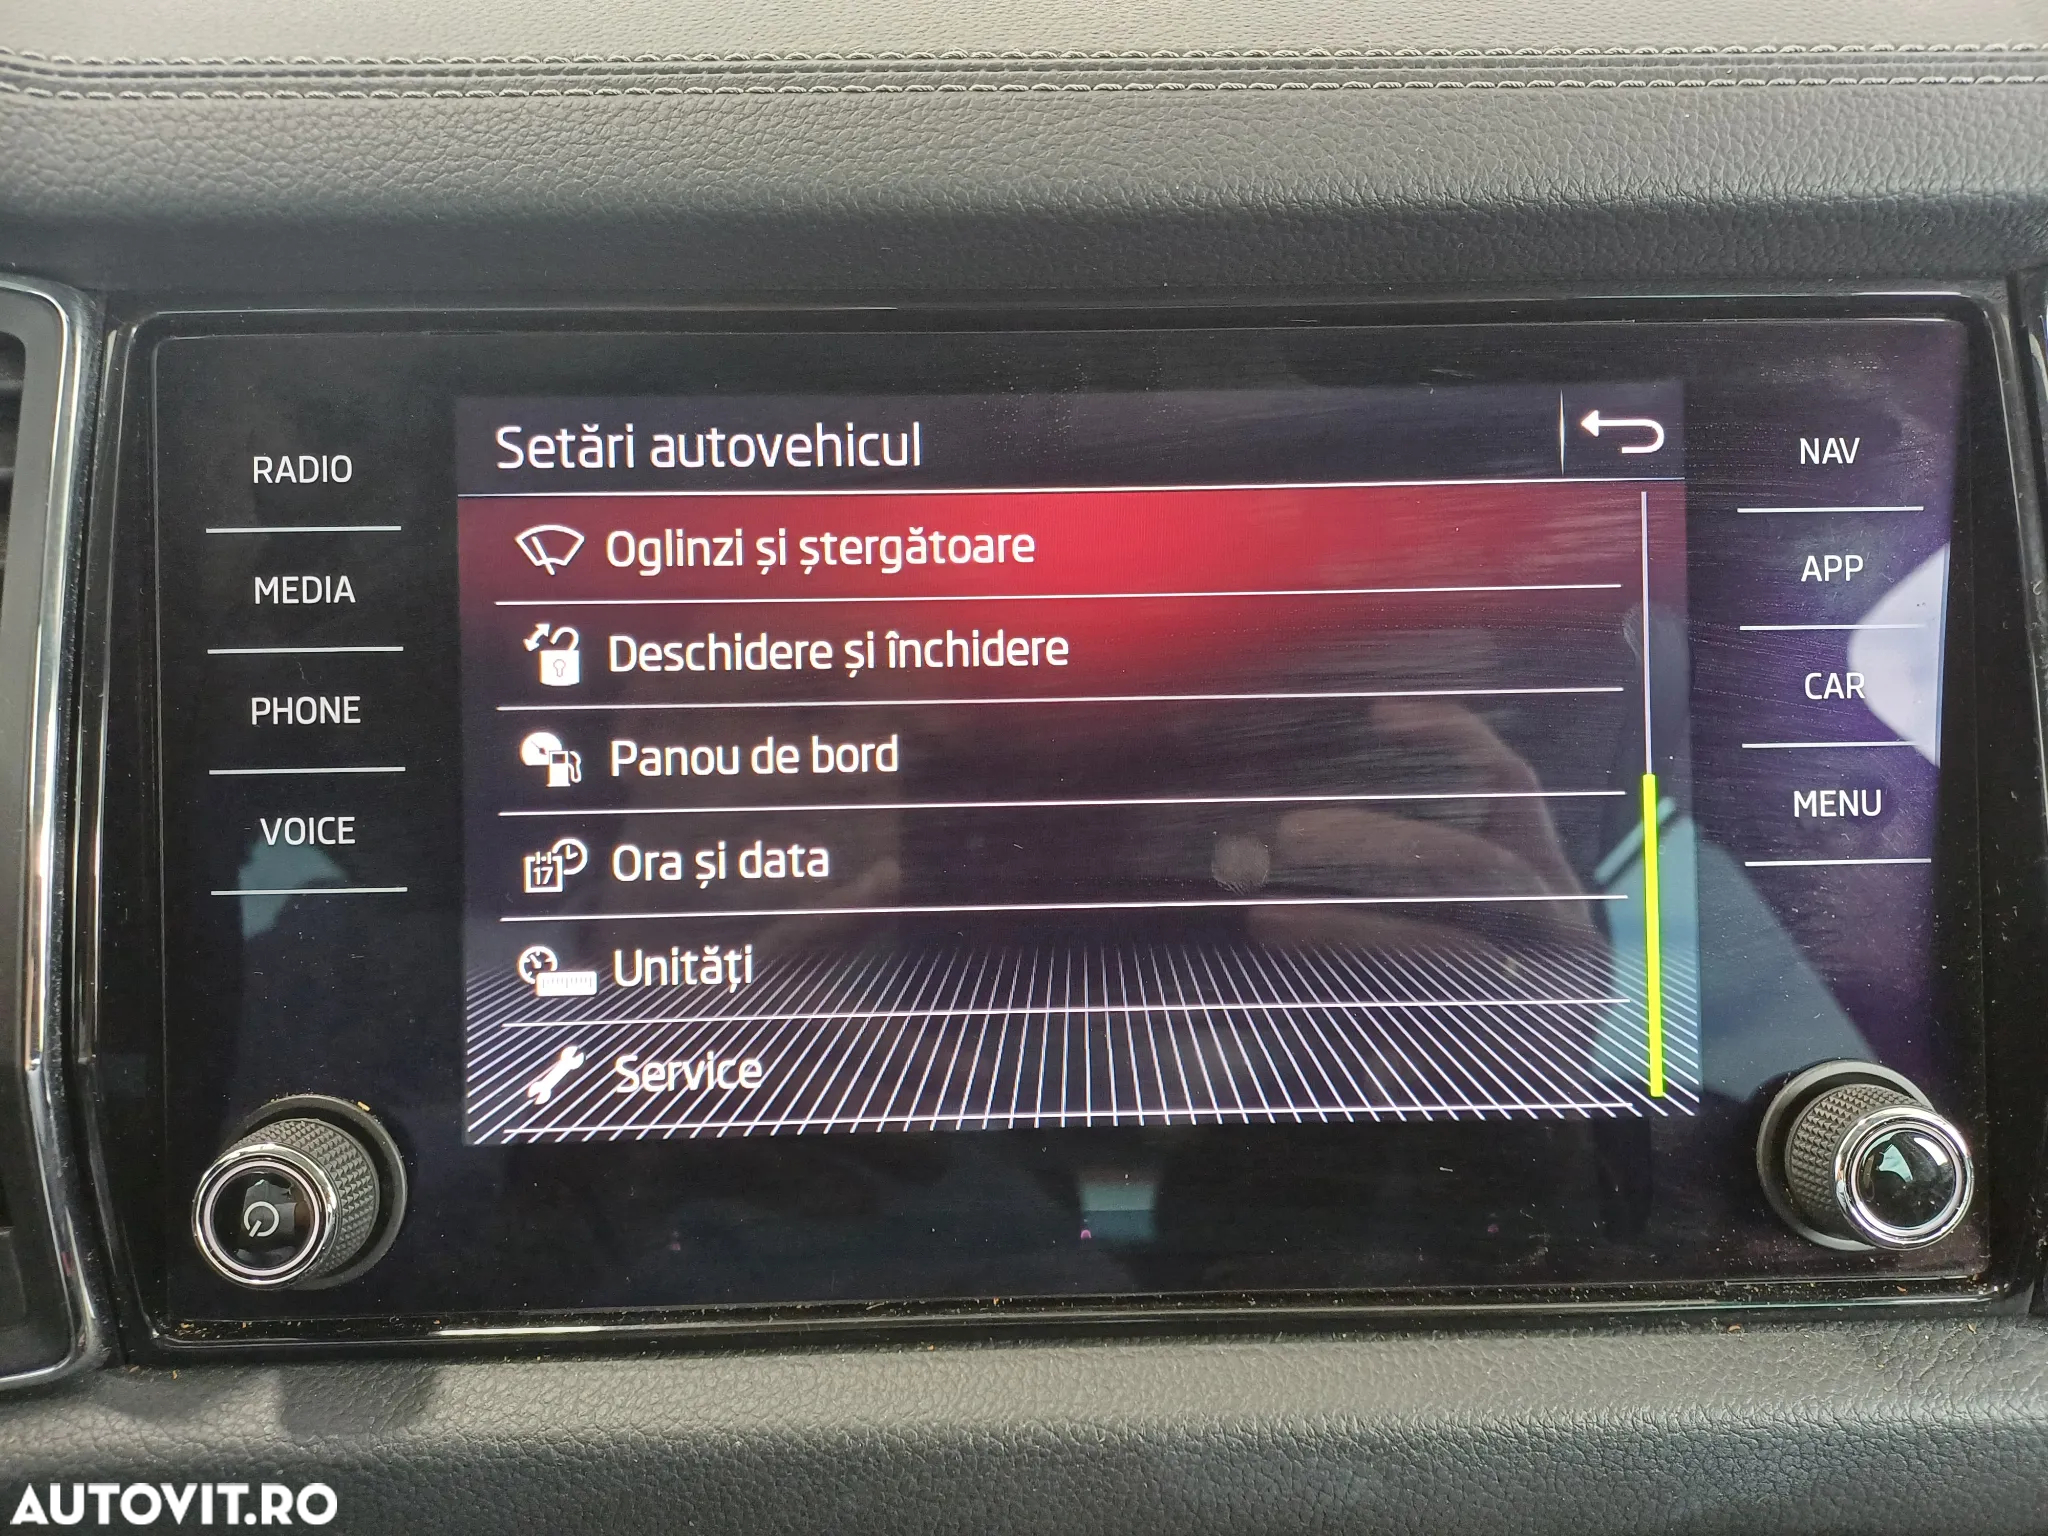 RADIO
MEDIA
PHONE
VOICE
Setări autovehicul
Oglinzi și ștergătoare
Deschidere și închidere
Panou de bord
17
Ora și data
Unități
Service
NAV
APP
CAR
MENU
AUTOVIT.RO